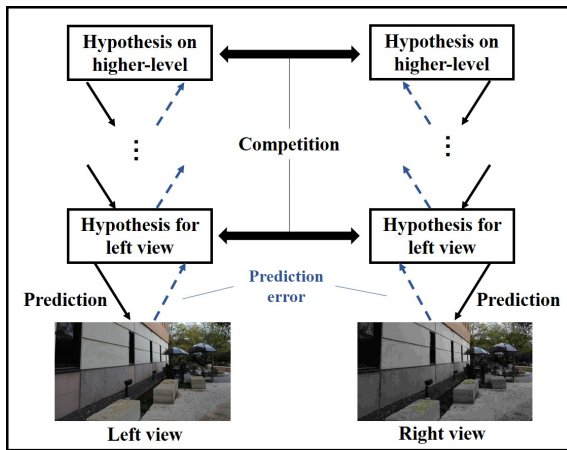 Hypothesis on
higher-level
Hypothesis on
higher-level
⋮
⋮
Competition
Hypothesis for
left view
Hypothesis for
left view
Prediction
Prediction
error
Prediction
Left view
Right view